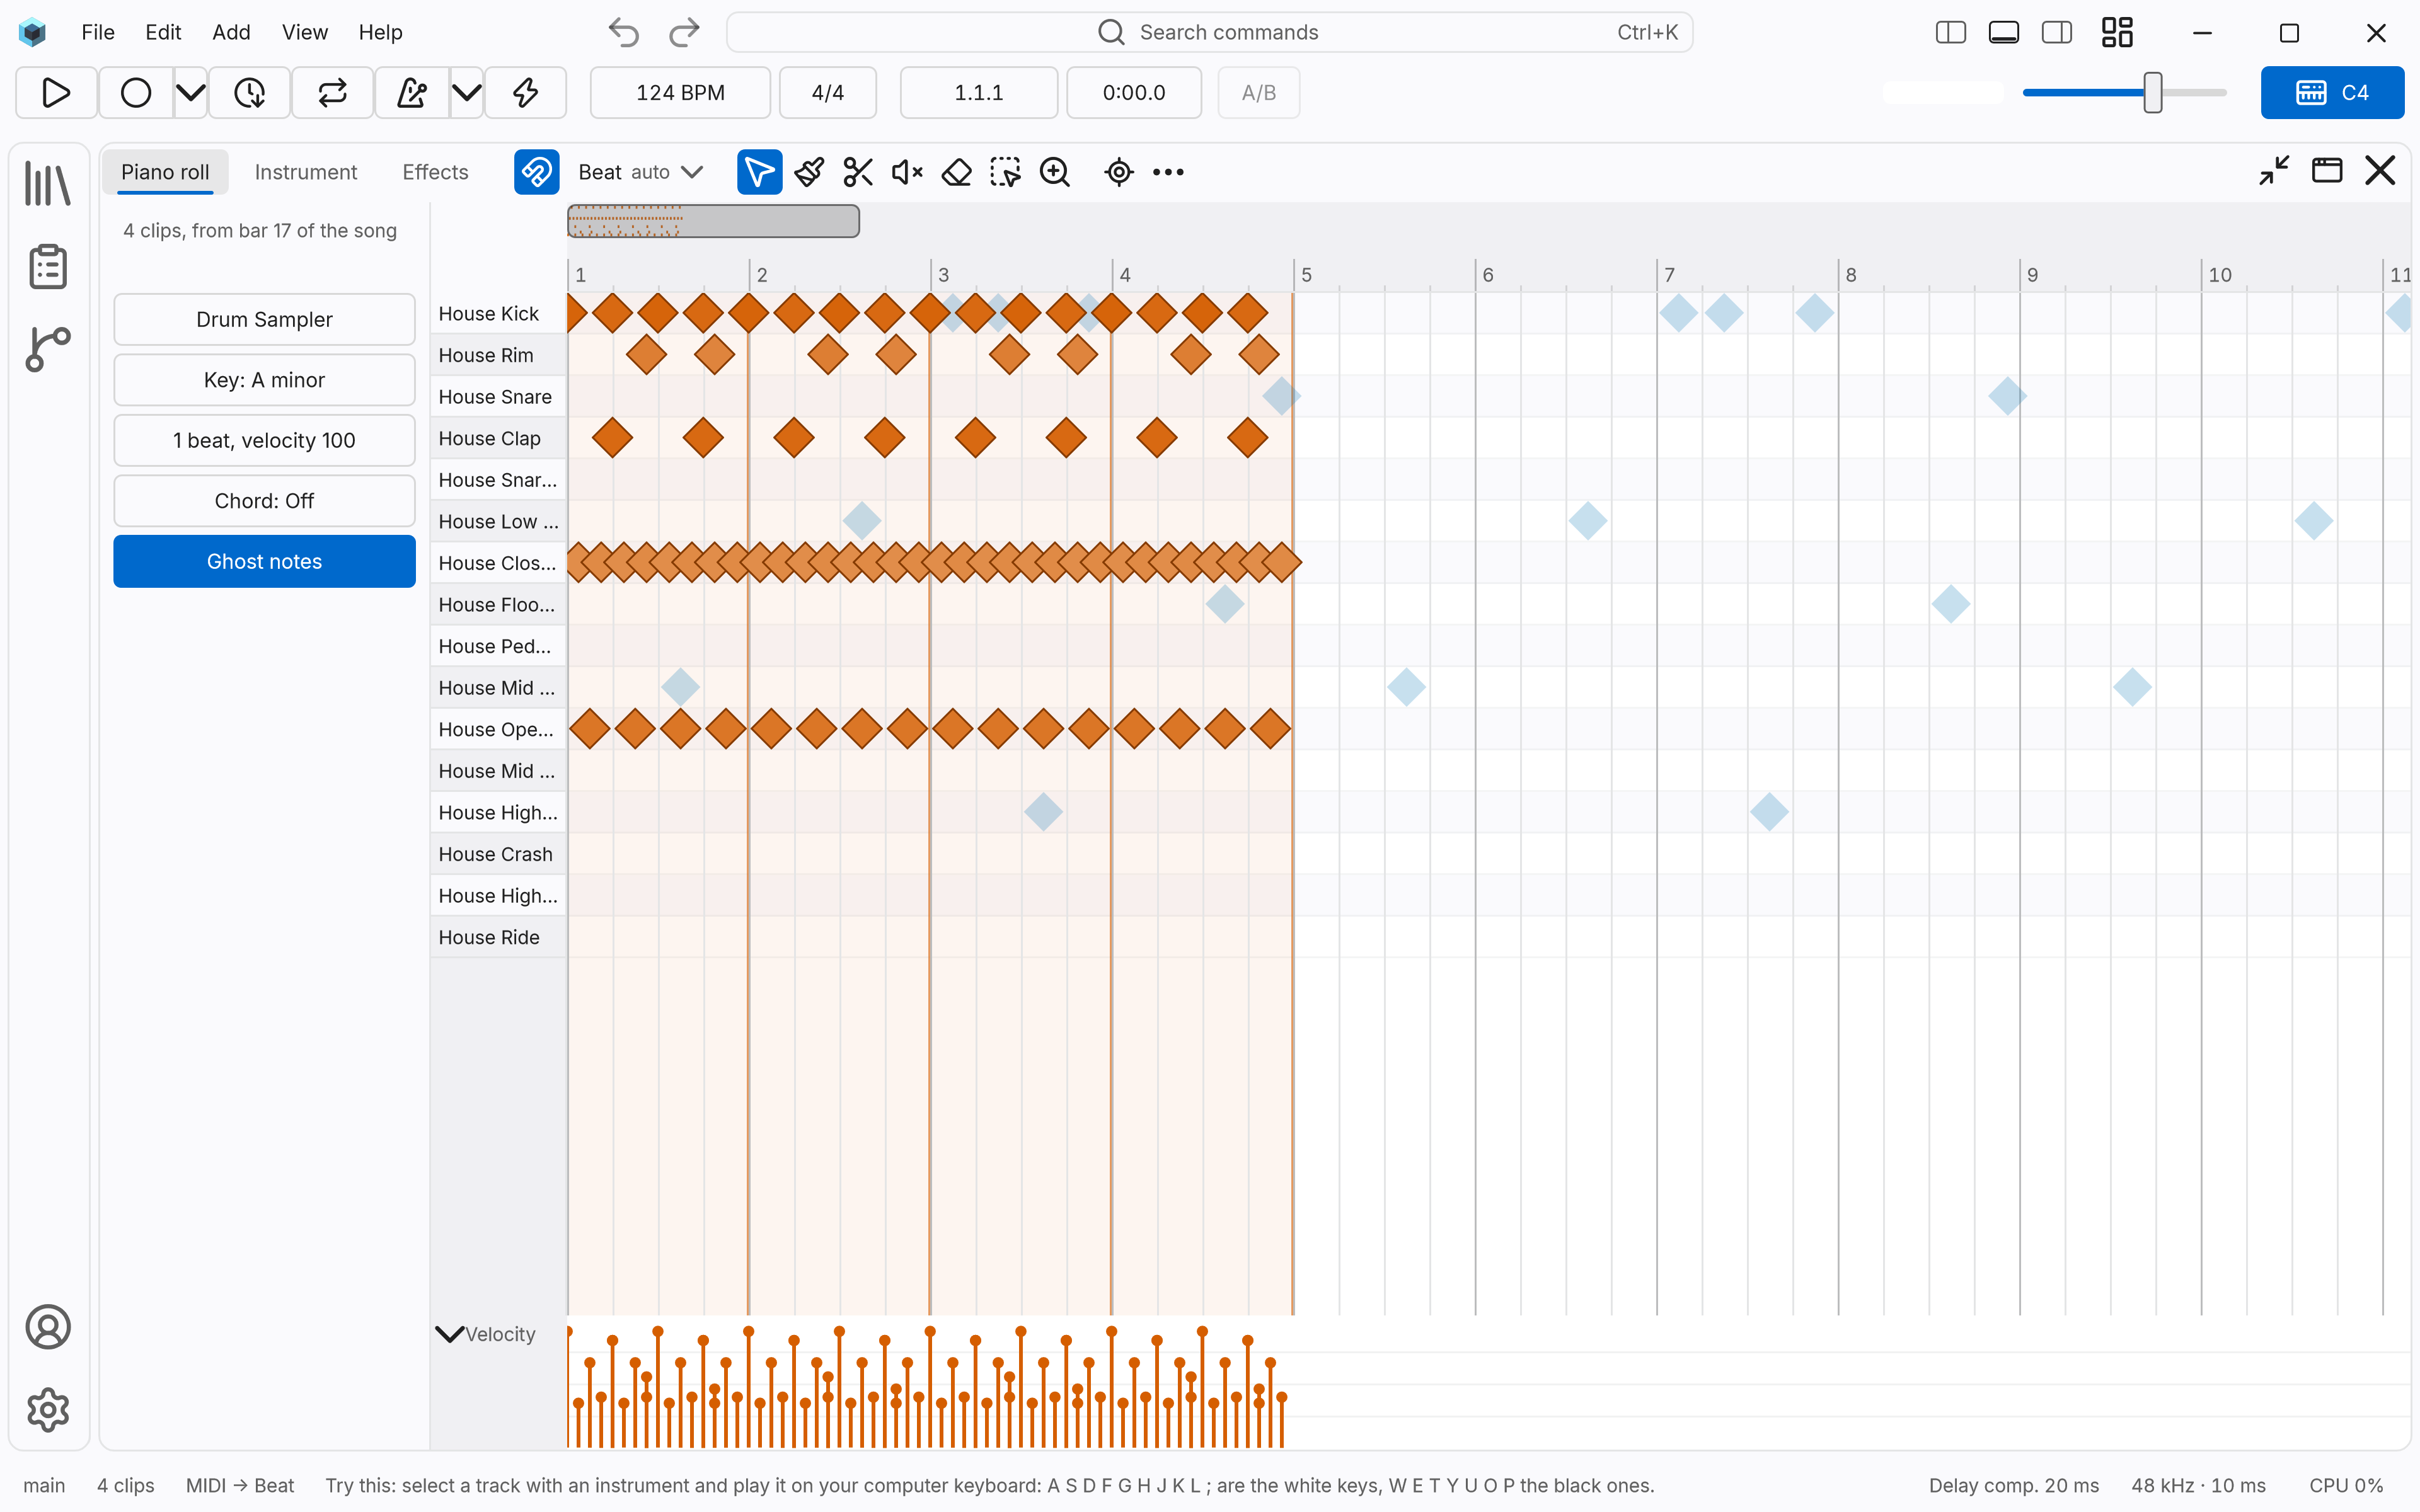 File Edit Add View Help Search commands Ctrl+K
124 BPM 4/4 1.1.1 0:00.0 A/B C4
Piano roll Instrument Effects Beat auto
4 clips, from bar 17 of the song
1 2 3 4 5 6 7 8 9 10 11
Drum Sampler
Key: A minor
1 beat, velocity 100
Chord: Off
Ghost notes
House Kick
House Rim
House Snare
House Clap
House Snar...
House Low ...
House Clos...
House Floo...
House Ped...
House Mid ...
House Ope...
House Mid ...
House High...
House Crash
House High...
House Ride
Velocity
main 4 clips MIDI → Beat Try this: select a track with an instrument and play it on your computer keyboard: A S D F G H J K L ; are the white keys, W E T Y U O P the black ones. Delay comp. 20 ms 48 kHz · 10 ms CPU 0%